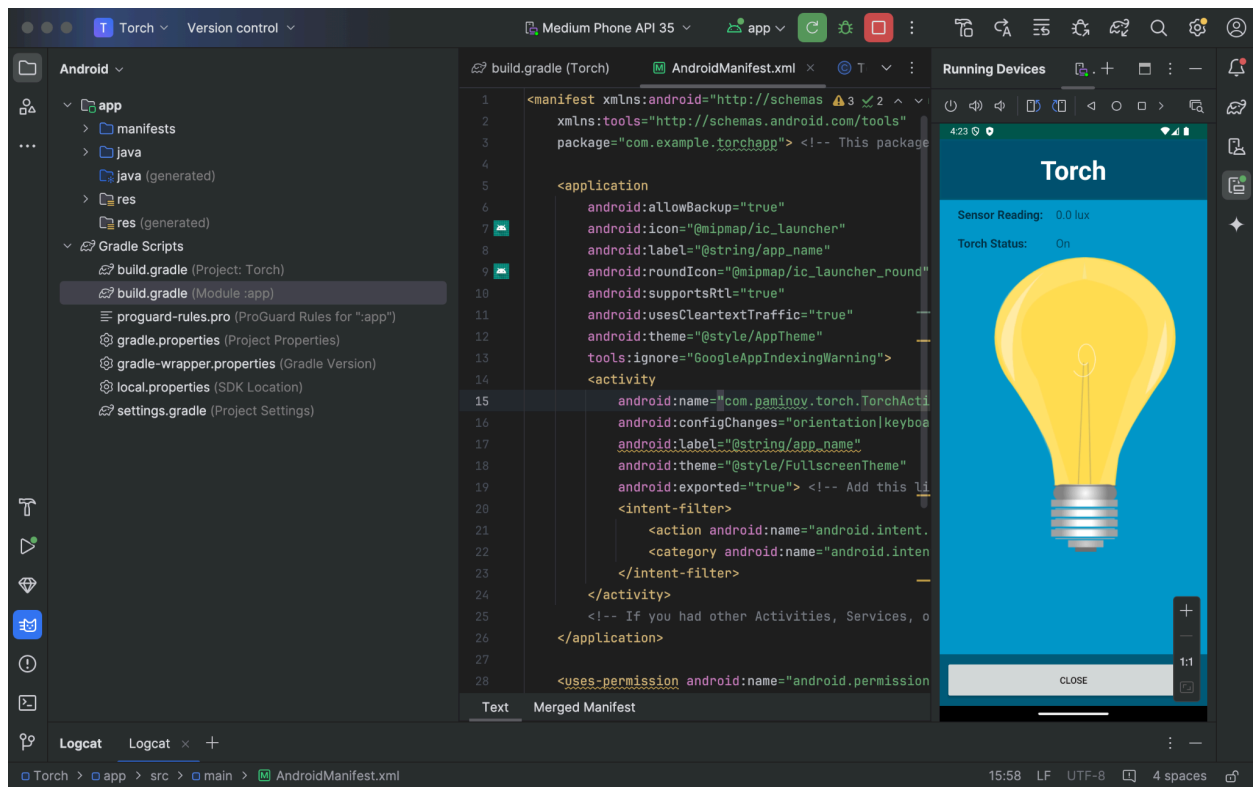 T Torch Version control Medium Phone API 35 app
Android
app
manifests
java
java (generated)
res
res (generated)
Gradle Scripts
build.gradle (Project: Torch)
build.gradle (Module :app)
proguard-rules.pro (ProGuard Rules for ":app")
gradle.properties (Project Properties)
gradle-wrapper.properties (Gradle Version)
local.properties (SDK Location)
settings.gradle (Project Settings)
build.gradle (Torch) M AndroidManifest.xml © T
3 2
1 <manifest xmlns:android="http://schemas
2 xmlns:tools="http://schemas.android.com/tools"
3 package="com.example.torchapp"> <!-- This package
4
5 <application
6 android:allowBackup="true"
7 android:icon="@mipmap/ic_launcher"
8 android:label="@string/app_name"
9 android:roundIcon="@mipmap/ic_launcher_round"
10 android:supportsRtl="true"
11 android:usesCleartextTraffic="true"
12 android:theme="@style/AppTheme"
13 tools:ignore="GoogleAppIndexingWarning">
14 <activity
15 android:name="com.paminov.torch.TorchActi
16 android:configChanges="orientation|keyboa
17 android:label="@string/app_name"
18 android:theme="@style/FullscreenTheme"
19 android:exported="true"> <!-- Add this li
20 <intent-filter>
21 <action android:name="android.intent.
22 <category android:name="android.inten
23 </intent-filter>
24 </activity>
25 <!-- If you had other Activities, Services, o
26 </application>
27
28 <uses-permission android:name="android.permission
Text Merged Manifest
Running Devices
4:23
Torch
Sensor Reading: 0.0 lux
Torch Status: On
1:1
CLOSE
Logcat Logcat
Torch > app > src > main > M AndroidManifest.xml 15:58 LF UTF-8 4 spaces